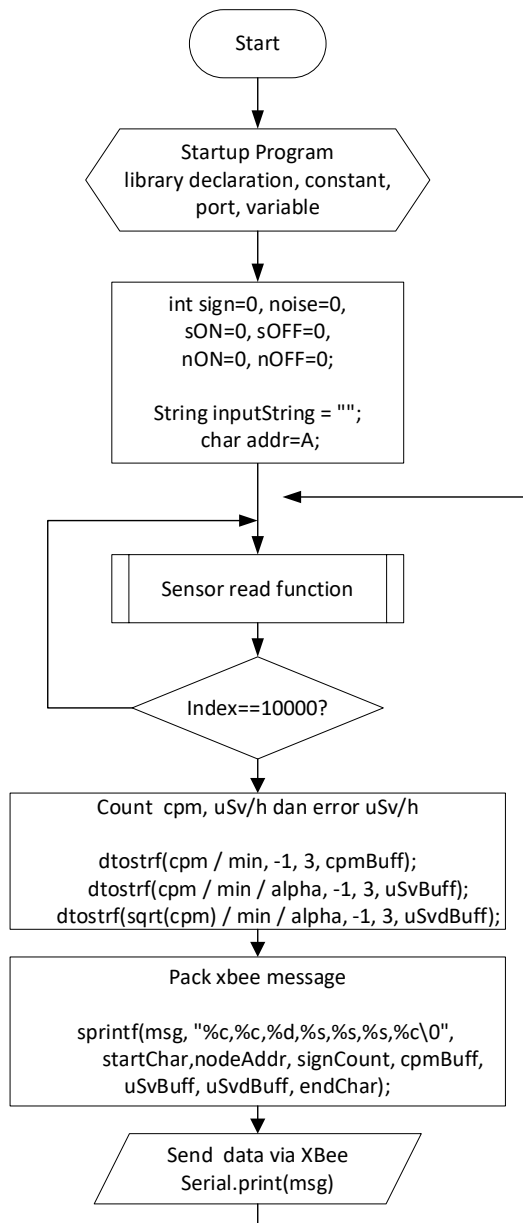 Start
Startup Program
library declaration, constant,
port, variable
int sign=0, noise=0,
sON=0, sOFF=0,
nON=0, nOFF=0;
String inputString = "";
char addr=A;
Sensor read function
Index==10000?
Count cpm, uSv/h dan error uSv/h
dtostrf(cpm / min, -1, 3, cpmBuff);
dtostrf(cpm / min / alpha, -1, 3, uSvBuff);
dtostrf(sqrt(cpm) / min / alpha, -1, 3, uSvdBuff);
Pack xbee message
sprintf(msg, "%c,%c,%d,%s,%s,%s,%c\0",
startChar,nodeAddr, signCount, cpmBuff,
uSvBuff, uSvdBuff, endChar);
Send data via XBee
Serial.print(msg)